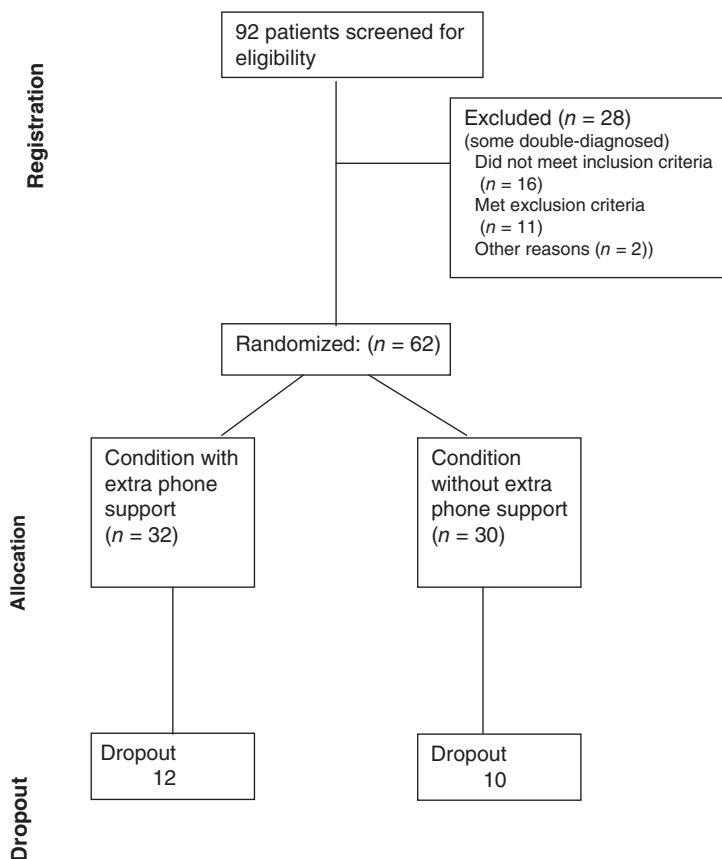 92 patients screened for
eligibility
Registration
Excluded (n = 28)
(some double-diagnosed)
Did not meet inclusion criteria
(n = 16)
Met exclusion criteria
(n = 11)
Other reasons (n = 2))
Randomized: (n = 62)
Condition with
extra phone
support
(n = 32)
Condition
without extra
phone support
(n = 30)
Allocation
Dropout
12
Dropout
10
Dropout